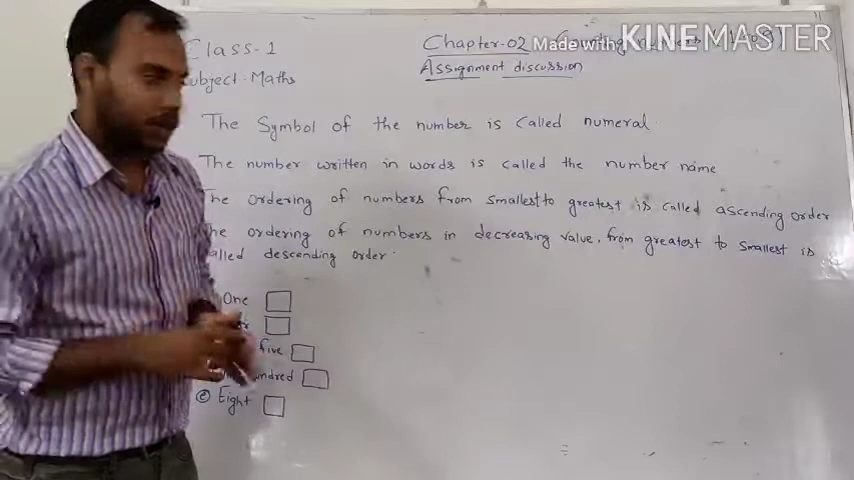 Class-1
Chapter-02
Made with KINEMASTER
Subject - Maths
Assignment discussion
The Symbol of the number is called numeral
The number written in words is called the number name
The ordering of numbers from smallest to greatest is called ascending order
he ordering of numbers in decreasing value, from greatest to smallest is
alled descending order.
One
five
undred
e Eight